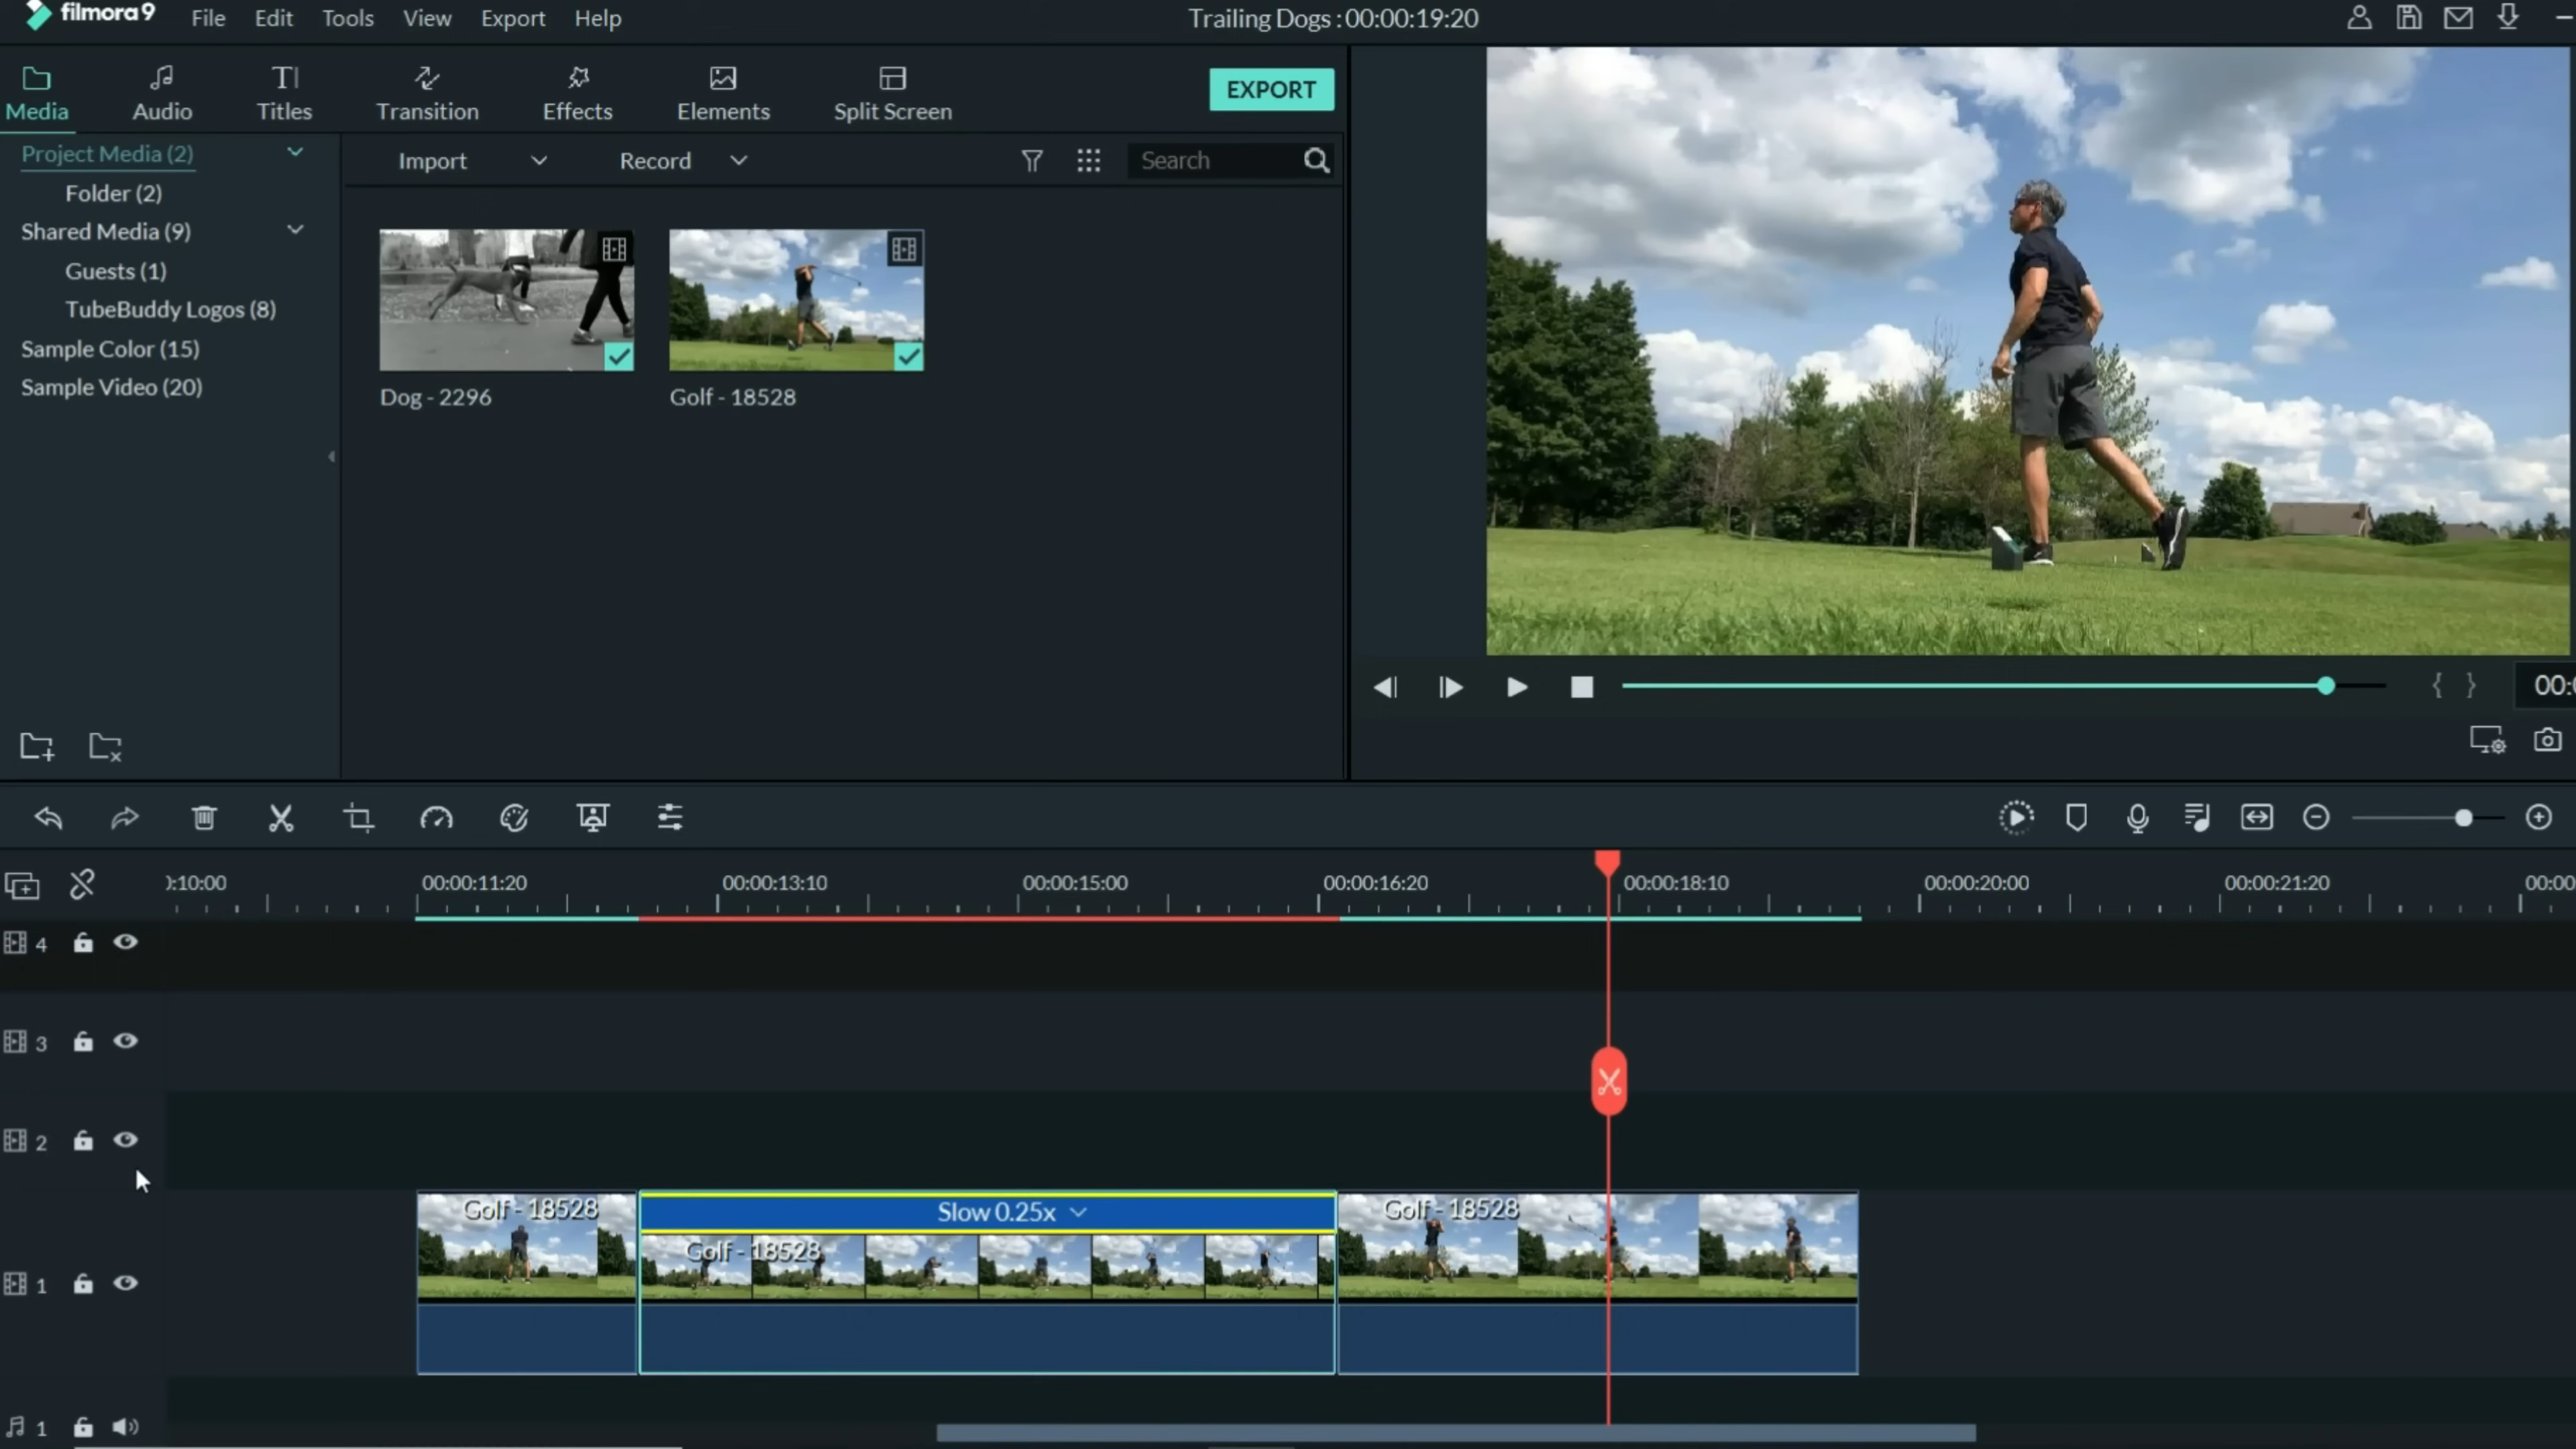 filmora9 File Edit Tools View Export Help Trailing Dogs : 00:00:19:20
Media Audio Titles Transition Effects Elements Split Screen EXPORT
Project Media (2)
Folder (2)
Shared Media (9)
Guests (1)
TubeBuddy Logos (8)
Sample Color (15)
Sample Video (20)
Import Record Search
Dog - 2296 Golf - 18528
{ } 00:
00:00:11:20 00:00:13:10 00:00:15:00 00:00:16:20 00:00:18:10 00:00:20:00 00:00:21:20 00:00
:10:00
4
3
2
Golf - 18528 Slow 0.25x Golf - 18528
Golf - 18528
1
1